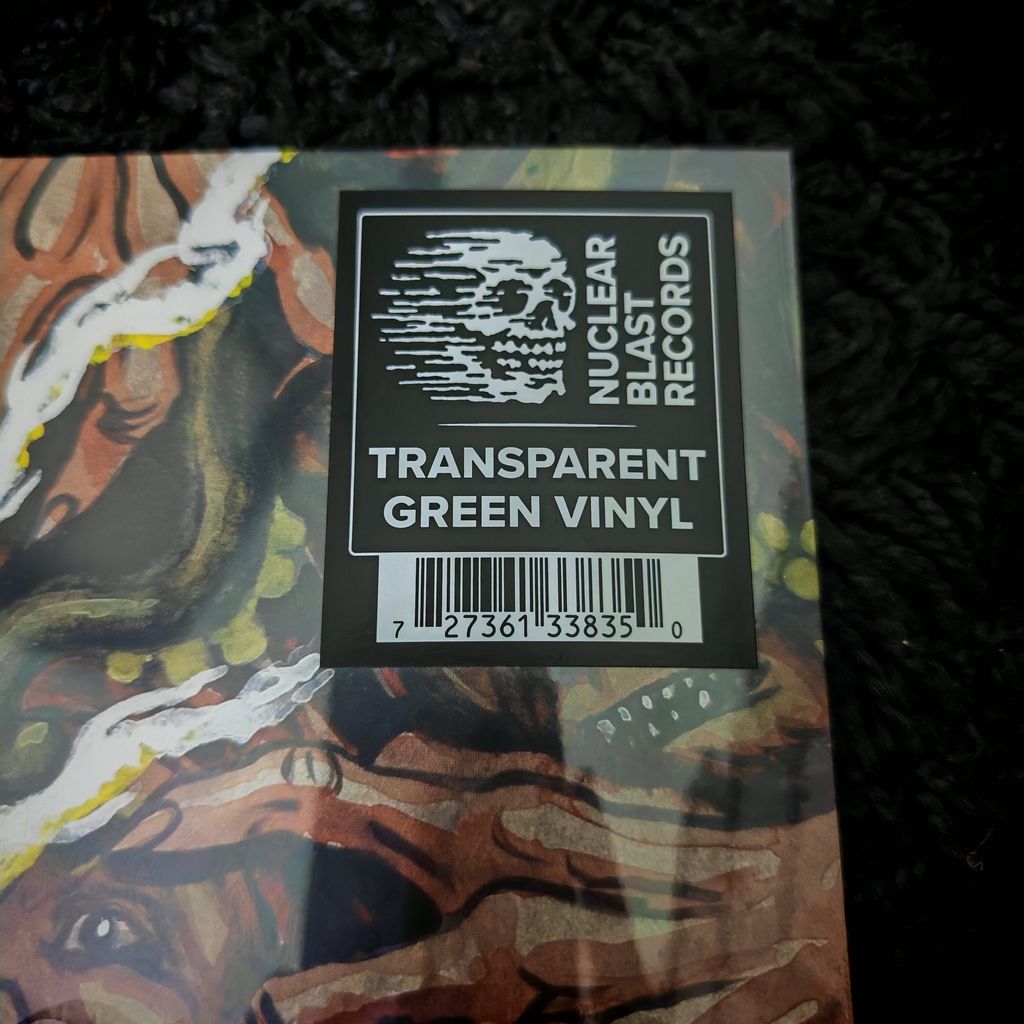 NUCLEAR
BLAST
RECORDS
TRANSPARENT
GREEN VINYL
7 27361 33835 0